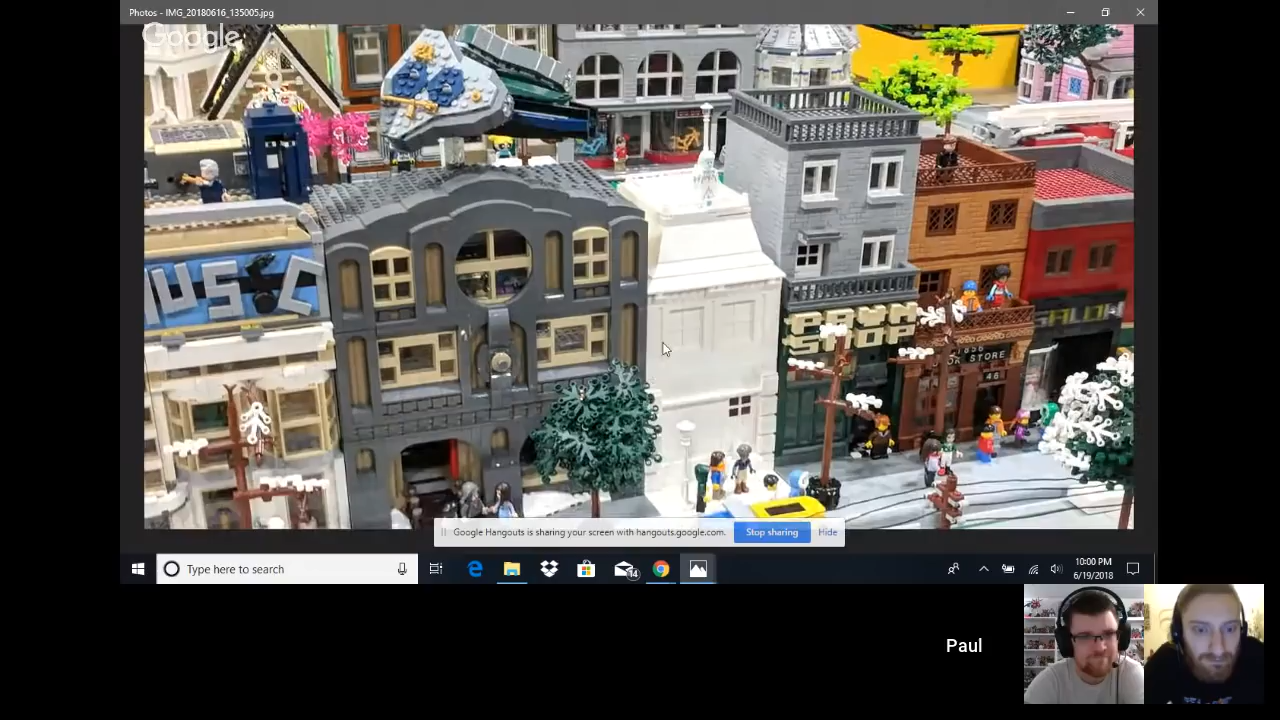 Photos - IMG_20180616_135005.jpg
Google
MUSIC
PAWN
SHOP
STORE
46
Google Hangouts is sharing your screen with hangouts.google.com.
Stop sharing
Hide
Type here to search
14
10:00 PM
6/19/2018
Paul